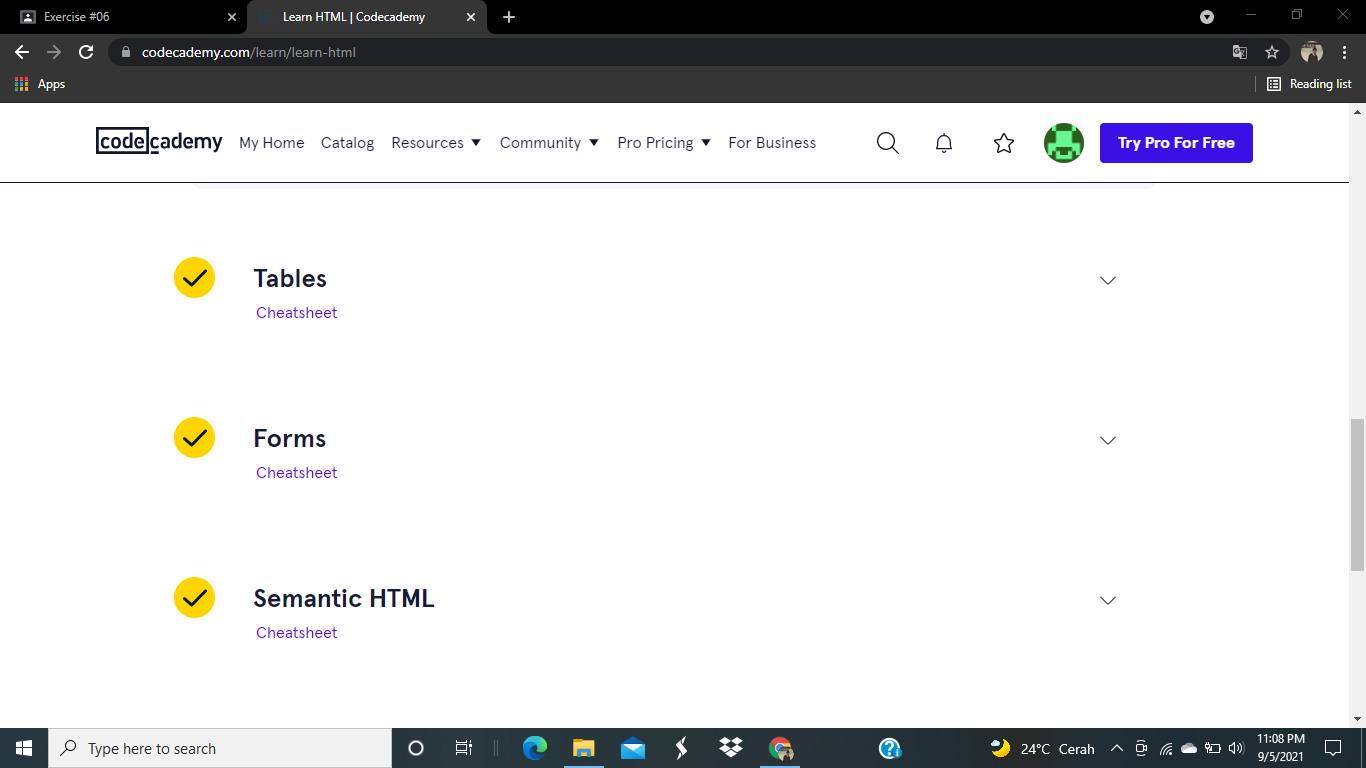 Exercise #06
Learn HTML | Codecademy
codecademy.com/learn/learn-html
Apps
Reading list
codecademy My Home Catalog Resources Community Pro Pricing For Business Try Pro For Free
Tables
Cheatsheet
Forms
Cheatsheet
Semantic HTML
Cheatsheet
Type here to search
24°C Cerah
11:08 PM
9/5/2021